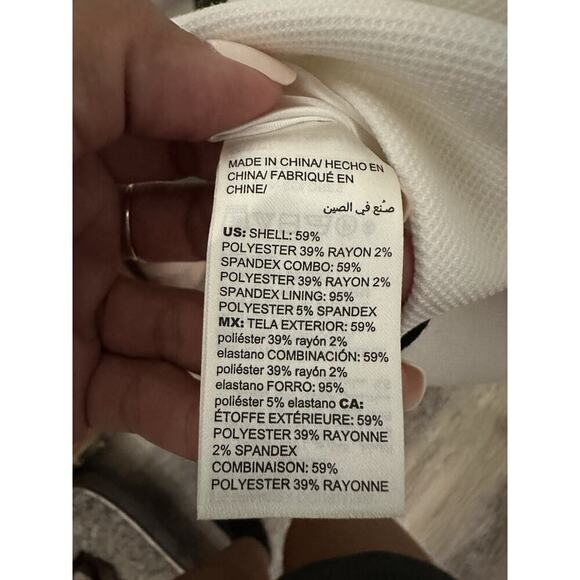 MADE IN CHINA/ HECHO EN
CHINA/ FABRIQUÉ EN
CHINE/
صُنع في الصين
US: SHELL: 59%
POLYESTER 39% RAYON 2%
SPANDEX COMBO: 59%
POLYESTER 39% RAYON 2%
SPANDEX LINING: 95%
POLYESTER 5% SPANDEX
MX: TELA EXTERIOR: 59%
poliéster 39% rayón 2%
elastano COMBINACIÓN: 59%
poliéster 39% rayón 2%
elastano FORRO: 95%
poliéster 5% elastano CA:
ÉTOFFE EXTÉRIEURE: 59%
POLYESTER 39% RAYONNE
2% SPANDEX
COMBINAISON: 59%
POLYESTER 39% RAYONNE